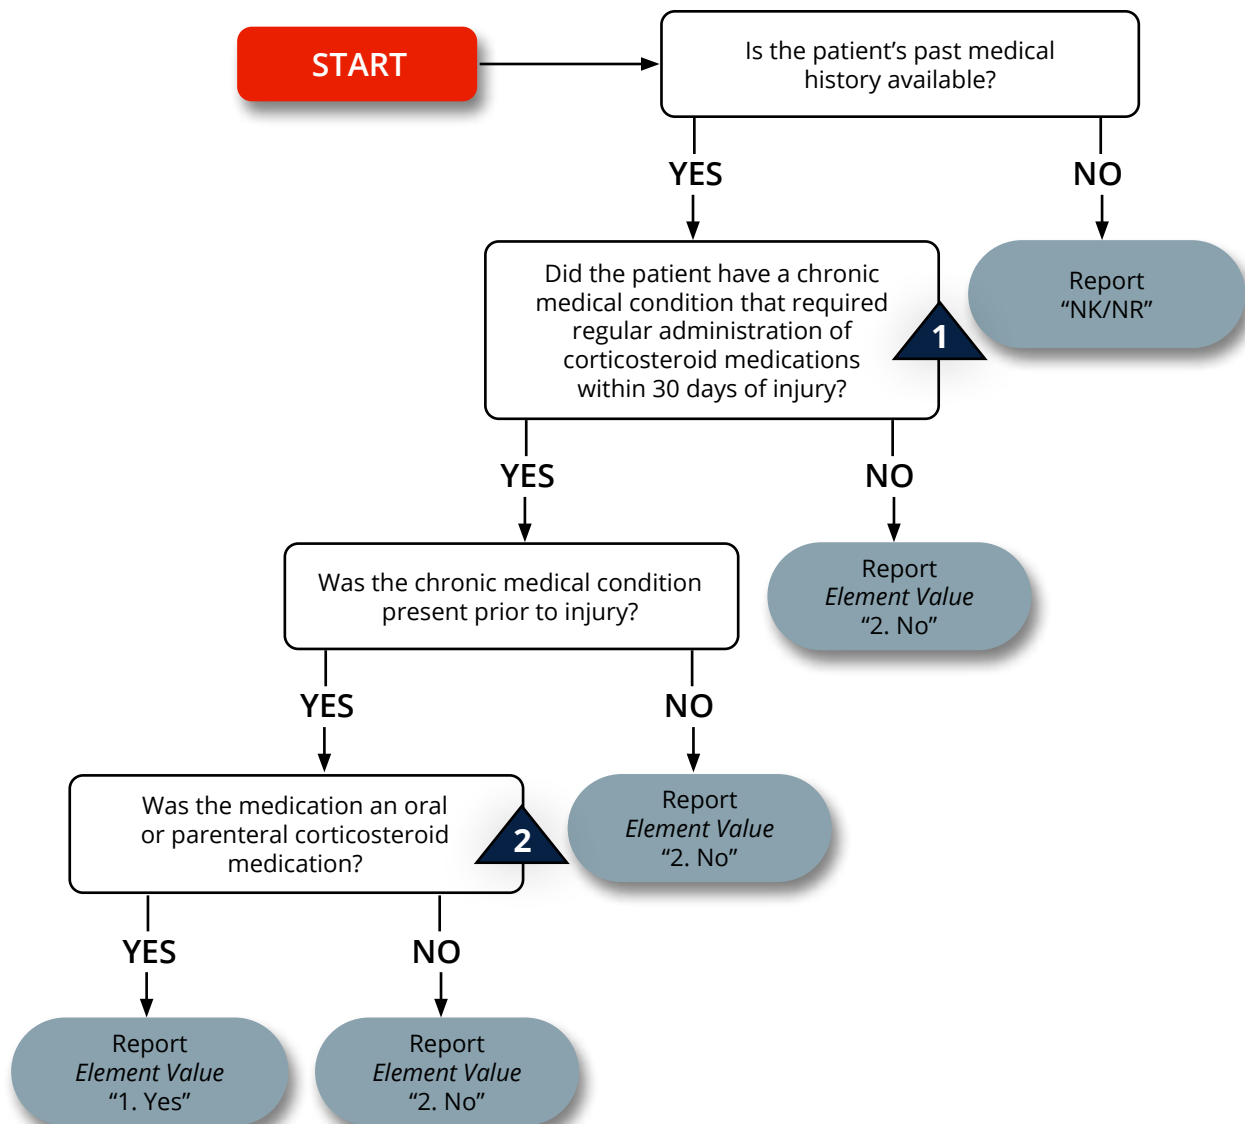 START
Is the patient’s past medical
history available?
YES
NO
Did the patient have a chronic
medical condition that required
regular administration of
corticosteroid medications
within 30 days of injury?
1
Report
“NK/NR”
YES
NO
Was the chronic medical condition
present prior to injury?
Report
Element Value
“2. No”
YES
NO
Was the medication an oral
or parenteral corticosteroid
medication?
2
Report
Element Value
“2. No”
YES
NO
Report
Element Value
“1. Yes”
Report
Element Value
“2. No”